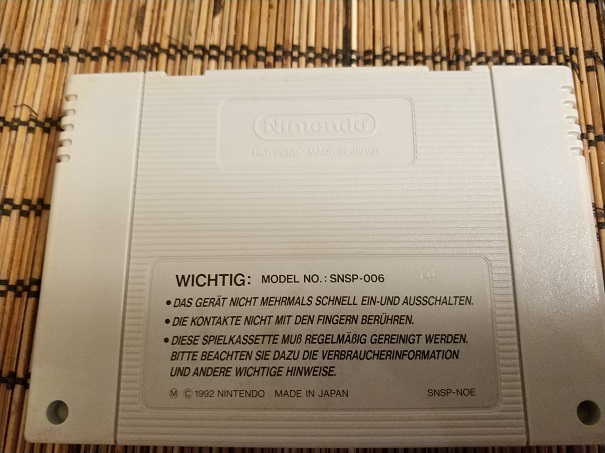 Nintendo
PAT. PEND. MADE IN JAPAN
WICHTIG: MODEL NO.: SNSP-006
• DAS GERÄT NICHT MEHRMALS SCHNELL EIN-UND AUSSCHALTEN.
• DIE KONTAKTE NICHT MIT DEN FINGERN BERÜHREN.
• DIESE SPIELKASSETTE MUß REGELMÄßIG GEREINIGT WERDEN.
BITTE BEACHTEN SIE DAZU DIE VERBRAUCHERINFORMATION
UND ANDERE WICHTIGE HINWEISE.
Ⓜ © 1992 NINTENDO MADE IN JAPAN SNSP-NOE